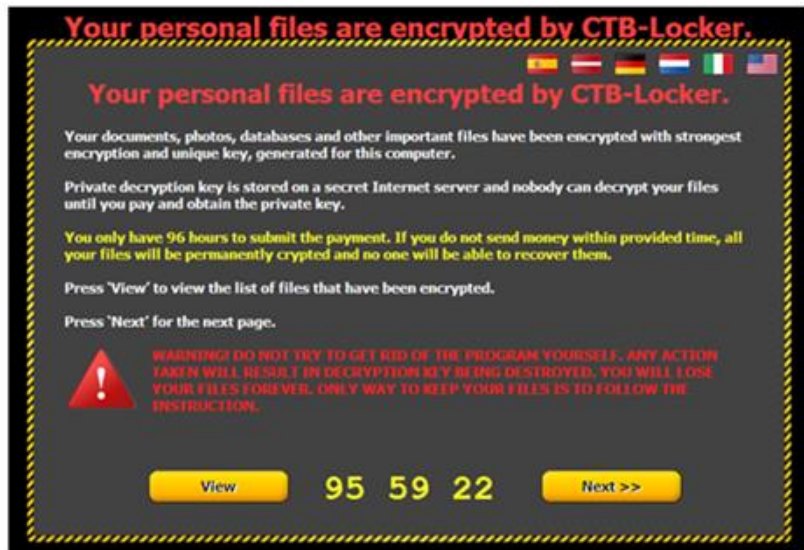 Your personal files are encrypted by CTB-Locker.
Your personal files are encrypted by CTB-Locker.
Your documents, photos, databases and other important files have been encrypted with strongest
encryption and unique key, generated for this computer.
Private decryption key is stored on a secret Internet server and nobody can decrypt your files
until you pay and obtain the private key.
You only have 96 hours to submit the payment. If you do not send money within provided time, all
your files will be permanently crypted and no one will be able to recover them.
Press 'View' to view the list of files that have been encrypted.
Press 'Next' for the next page.
WARNING! DO NOT TRY TO GET RID OF THE PROGRAM YOURSELF. ANY ACTION
TAKEN WILL RESULT IN DECRYPTION KEY BEING DESTROYED. YOU WILL LOSE
YOUR FILES FOREVER. ONLY WAY TO KEEP YOUR FILES IS TO FOLLOW THE
INSTRUCTION.
View 95 59 22 Next >>